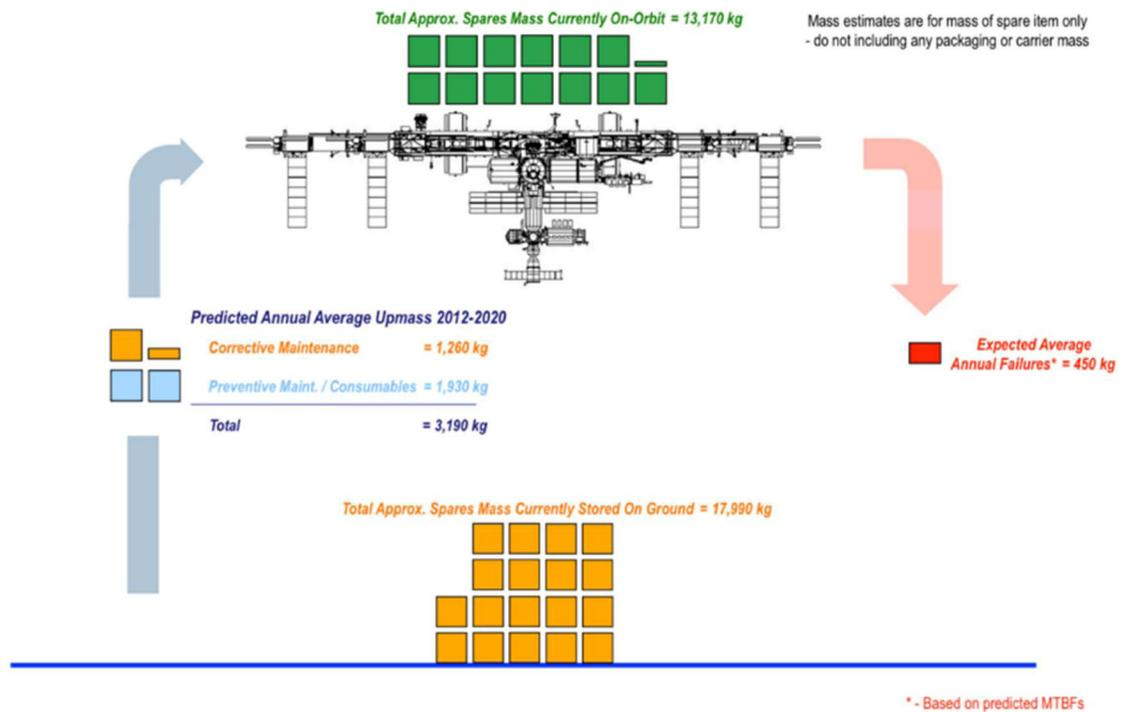 Total Approx. Spares Mass Currently On-Orbit = 13,170 kg
Mass estimates are for mass of spare item only
- do not including any packaging or carrier mass
Predicted Annual Average Upmass 2012-2020
Corrective Maintenance = 1,260 kg
Preventive Maint. / Consumables = 1,930 kg
Total = 3,190 kg
Expected Average
Annual Failures* = 450 kg
Total Approx. Spares Mass Currently Stored On Ground = 17,990 kg
* - Based on predicted MTBFs